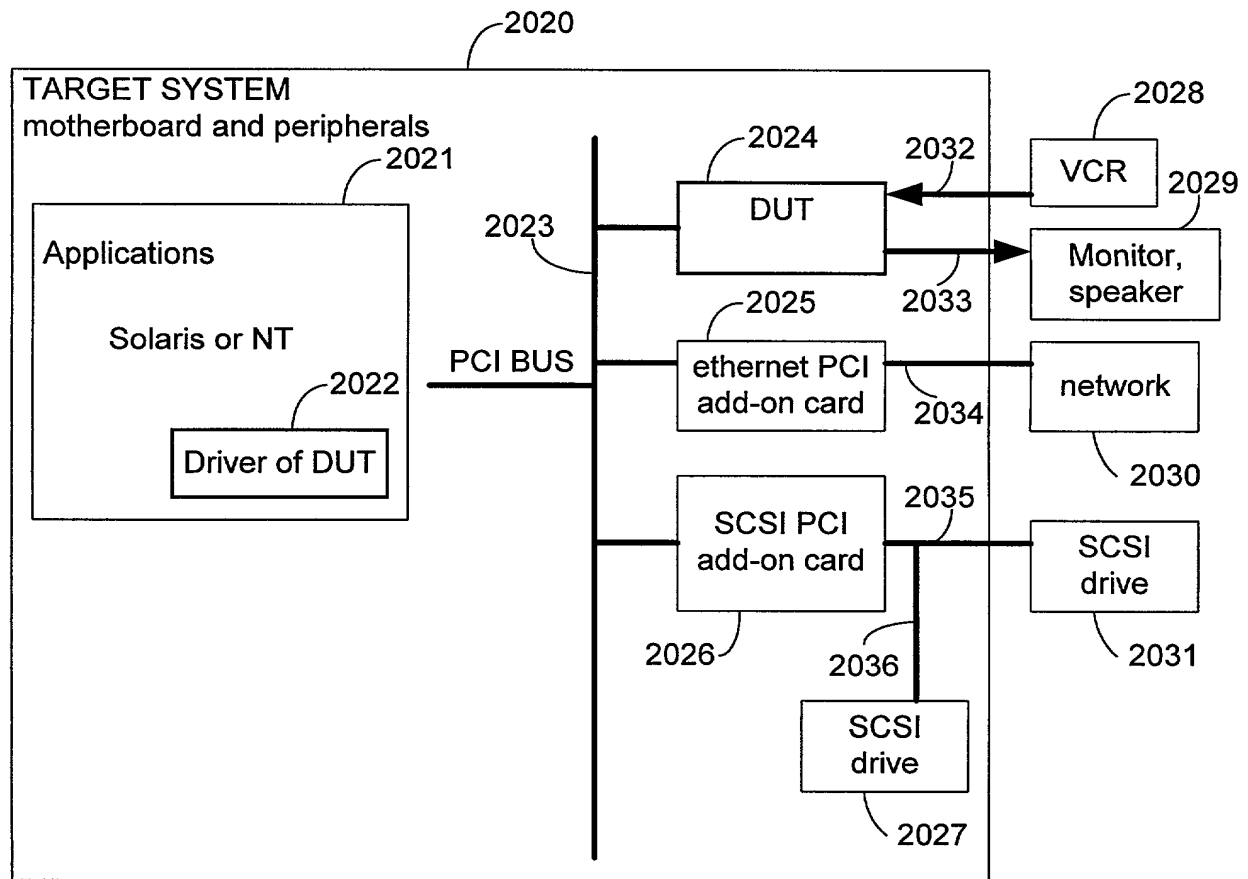 2020
TARGET SYSTEM
motherboard and peripherals
2021
Applications
Solaris or NT
2022
Driver of DUT
PCI BUS
2023
2024
DUT
2032
2033
2028
VCR
2029
Monitor,
speaker
2025
ethernet PCI
add-on card
2034
network
2030
SCSI PCI
add-on card
2026
2035
2036
SCSI
drive
2031
SCSI
drive
2027